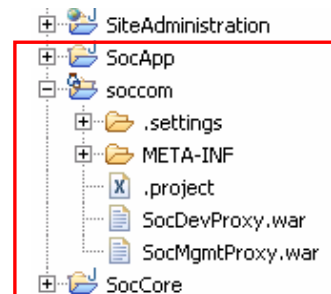 SiteAdministration
SocApp
soccom
.settings
META-INF
.project
SocDevProxy.war
SocMgmtProxy.war
SocCore